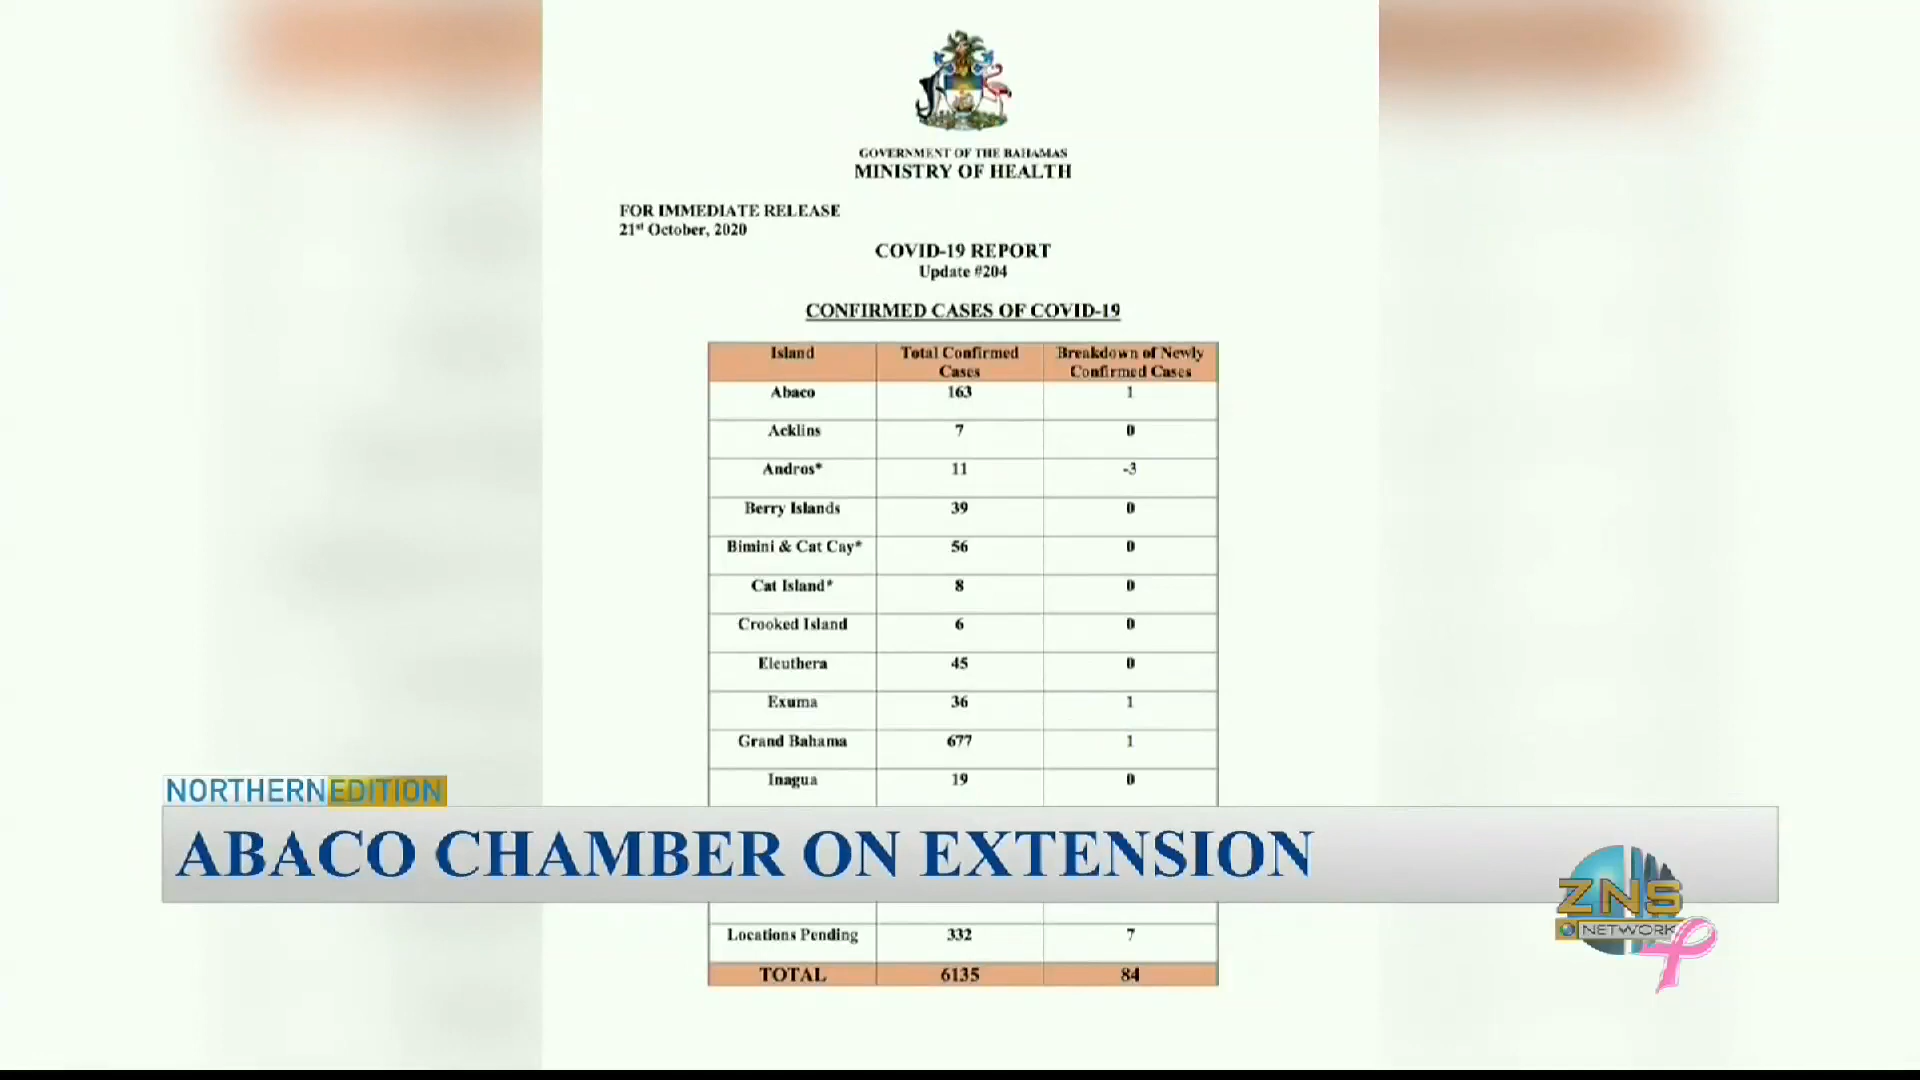 GOVERNMENT OF THE BAHAMAS
MINISTRY OF HEALTH
FOR IMMEDIATE RELEASE
21st October, 2020
COVID-19 REPORT
Update #204
CONFIRMED CASES OF COVID-19
Island Total Confirmed Cases Breakdown of Newly Confirmed Cases
Abaco 163 1
Acklins 7 0
Andros* 11 -3
Berry Islands 39 0
Bimini & Cat Cay* 56 0
Cat Island* 8 0
Crooked Island 6 0
Eleuthera 45 0
Exuma 36 1
Grand Bahama 677 1
Inagua 19 0
NORTHERN EDITION
ABACO CHAMBER ON EXTENSION
ZNS
NETWORK
Locations Pending 332 7
TOTAL 6135 84